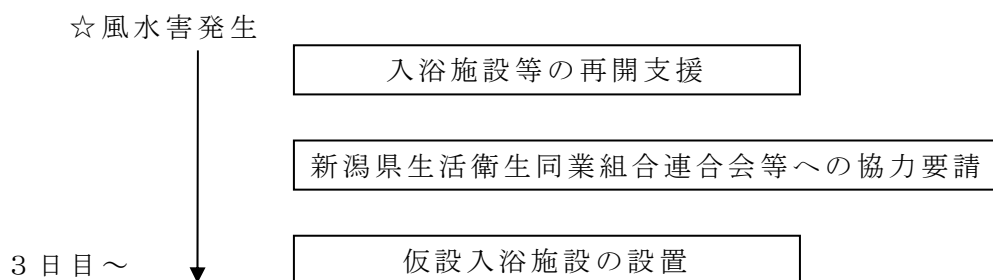 ☆風水害発生
入浴施設等の再開支援
新潟県生活衛生同業組合連合会等への協力要請
仮設入浴施設の設置
3日目~